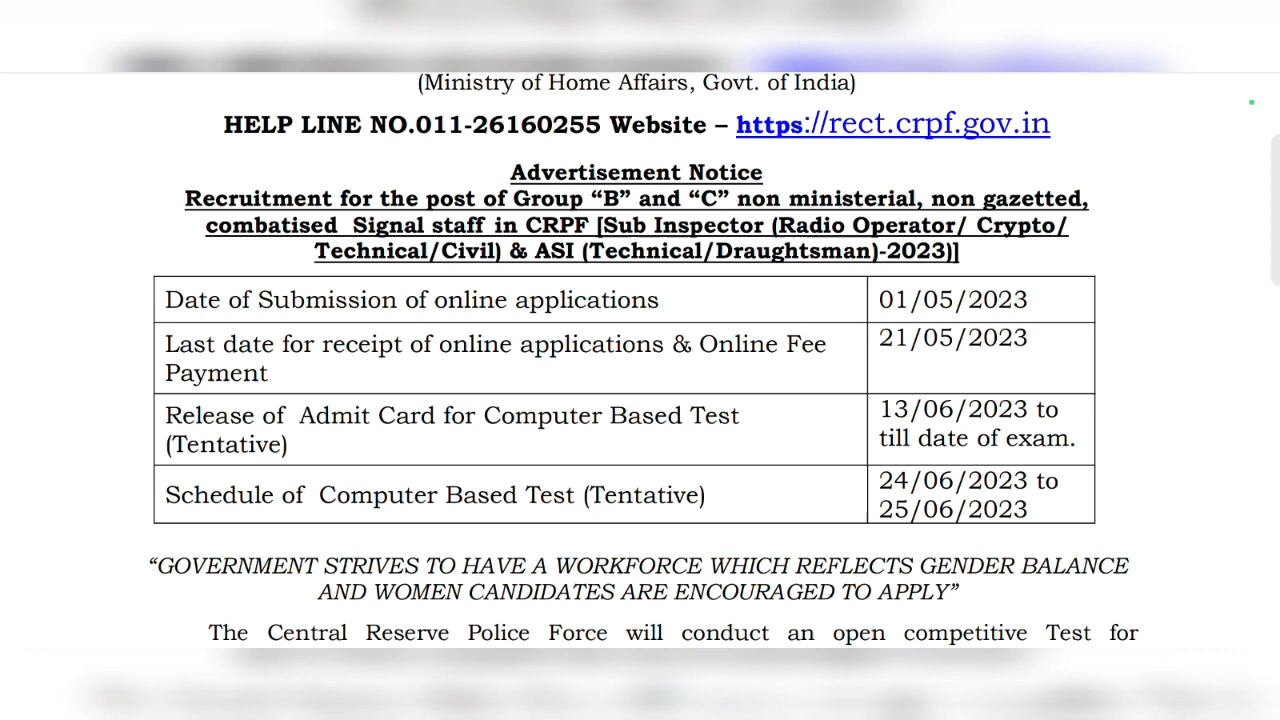 (Ministry of Home Affairs, Govt. of India)
HELP LINE NO.011-26160255 Website – https://rect.crpf.gov.in
Advertisement Notice
Recruitment for the post of Group “B” and “C” non ministerial, non gazetted,
combatised Signal staff in CRPF [Sub Inspector (Radio Operator/ Crypto/
Technical/Civil) & ASI (Technical/Draughtsman)-2023)]
Date of Submission of online applications 01/05/2023
Last date for receipt of online applications & Online Fee 21/05/2023
Payment
Release of Admit Card for Computer Based Test 13/06/2023 to
(Tentative) till date of exam.
Schedule of Computer Based Test (Tentative) 24/06/2023 to
25/06/2023
“GOVERNMENT STRIVES TO HAVE A WORKFORCE WHICH REFLECTS GENDER BALANCE
AND WOMEN CANDIDATES ARE ENCOURAGED TO APPLY”
The Central Reserve Police Force will conduct an open competitive Test for